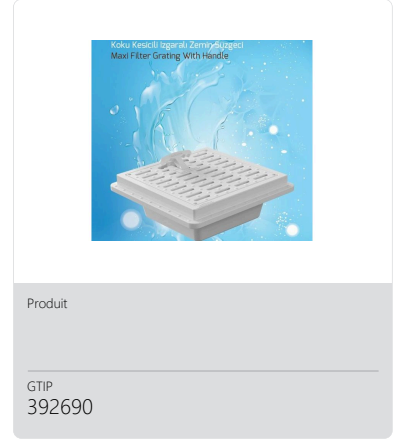 Koku Kesicili Izgaralı Zemin Süzgeci
Maxi Filter Grating With Handle
Produit
GTIP
392690